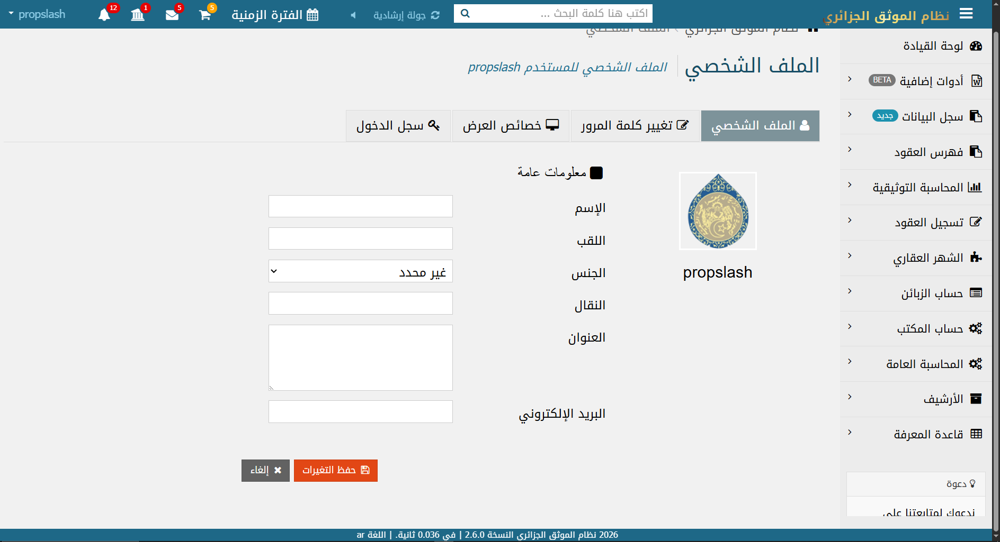 نظام الموثق الجزائري
اكتب هنا كلمة البحث ...
جولة إرشادية
الفترة الزمنية
5
5
1
12
propslash
نظام الموثق الجزائري
الملف الشخصي
الملف الشخصي
الملف الشخصي للمستخدم propslash
الملف الشخصي
تغيير كلمة المرور
خصائص العرض
سجل الدخول
لوحة القيادة
أدوات إضافية BETA
سجل البيانات جديد
فهرس العقود
المحاسبة التوثيقية
تسجيل العقود
الشهر العقاري
حساب الزبائن
حساب المكتب
المحاسبة العامة
الأرشيف
قاعدة المعرفة
دعوة
ندعوك لمتابعتنا على
propslash
معلومات عامة
الإسم
اللقب
الجنس
غير محدد
النقال
العنوان
البريد الإلكتروني
حفظ التغيرات
إلغاء
2026 نظام الموثق الجزائري النسخة 2.6.0 | في 0.036 ثانية. | اللغة ar